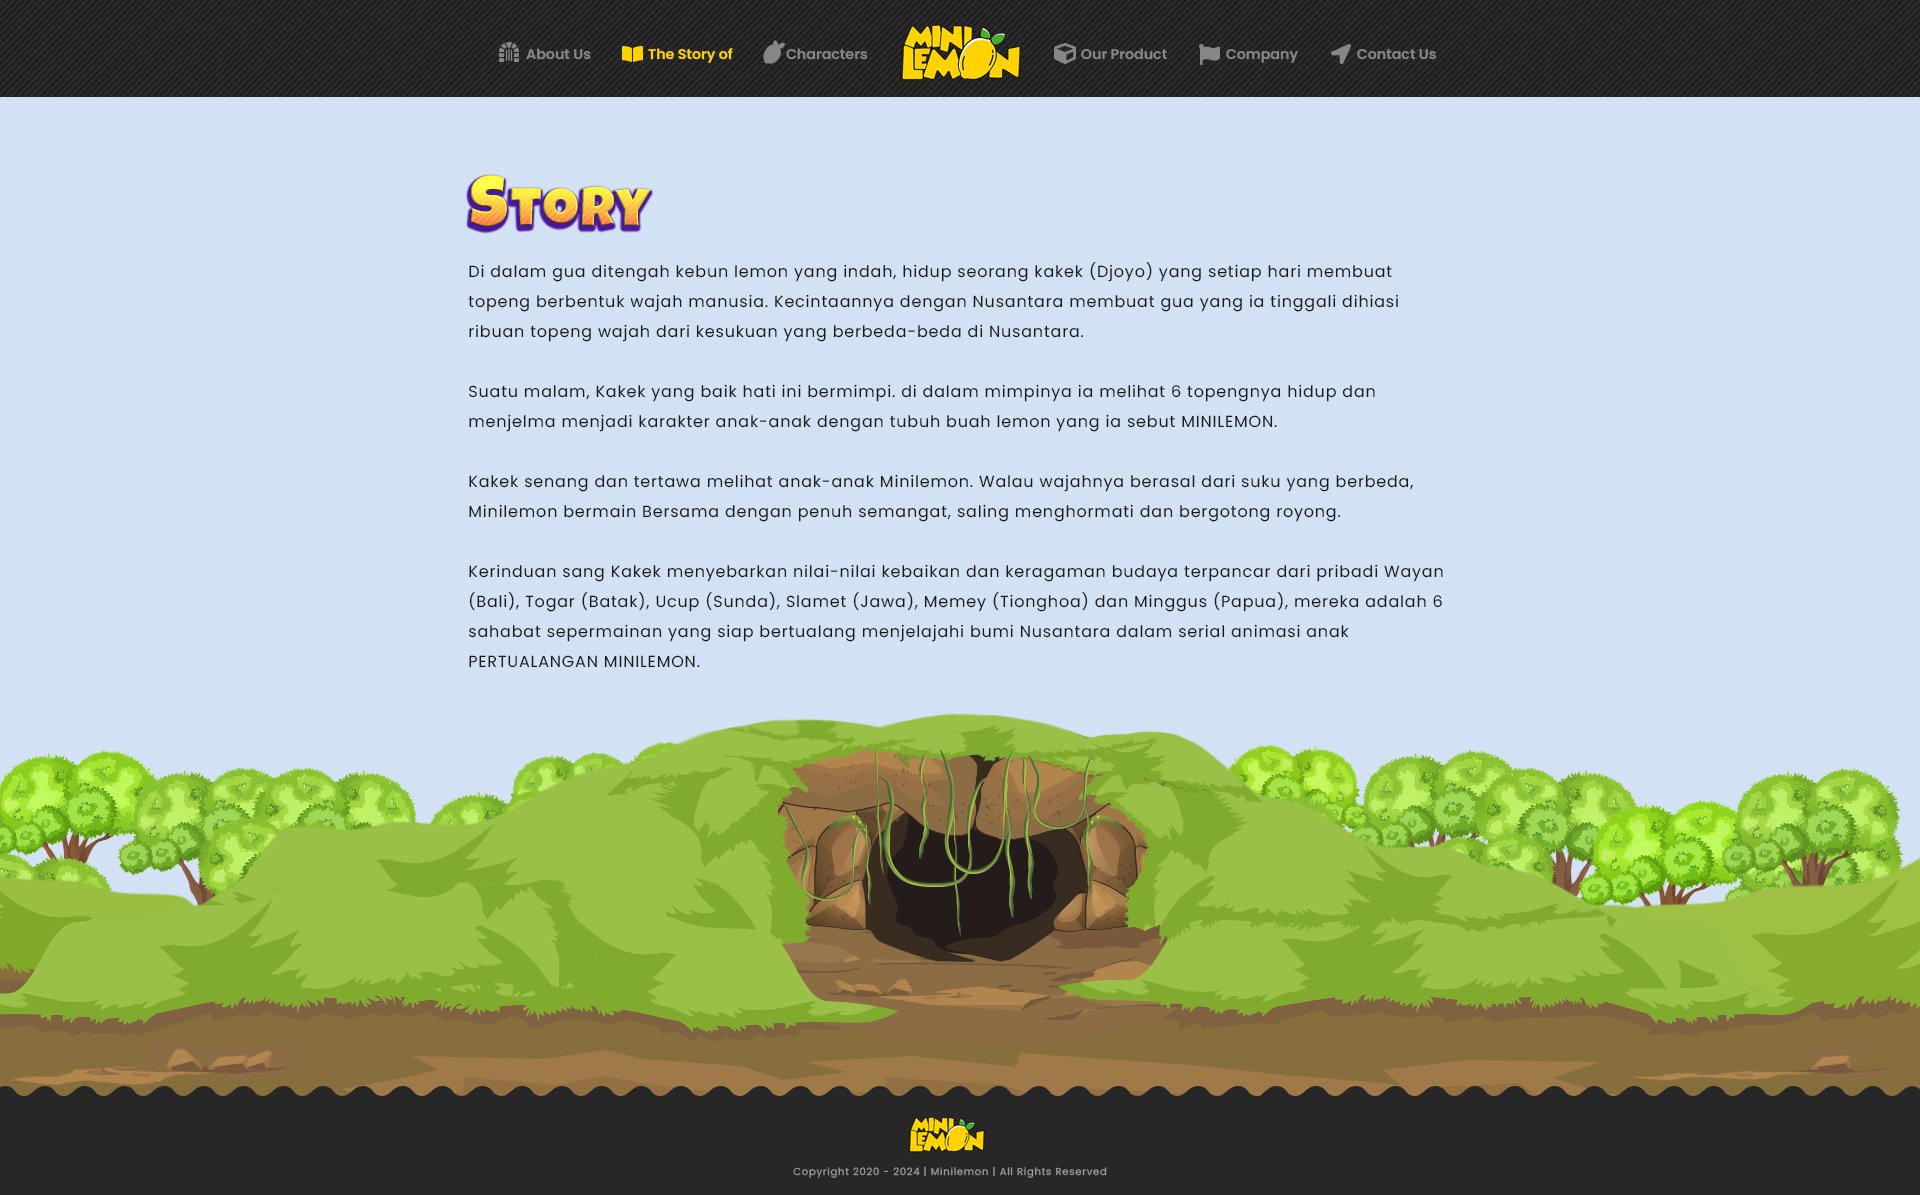 About Us
The Story of
Characters
MINI
LEMON
Our Product
Company
Contact Us
STORY
Di dalam gua ditengah kebun lemon yang indah, hidup seorang kakek (Djoyo) yang setiap hari membuat
topeng berbentuk wajah manusia. Kecintaannya dengan Nusantara membuat gua yang ia tinggali dihiasi
ribuan topeng wajah dari kesukuan yang berbeda-beda di Nusantara.
Suatu malam, Kakek yang baik hati ini bermimpi. di dalam mimpinya ia melihat 6 topengnya hidup dan
menjelma menjadi karakter anak-anak dengan tubuh buah lemon yang ia sebut MINILEMON.
Kakek senang dan tertawa melihat anak-anak Minilemon. Walau wajahnya berasal dari suku yang berbeda,
Minilemon bermain Bersama dengan penuh semangat, saling menghormati dan bergotong royong.
Kerinduan sang Kakek menyebarkan nilai-nilai kebaikan dan keragaman budaya terpancar dari pribadi Wayan
(Bali), Togar (Batak), Ucup (Sunda), Slamet (Jawa), Memey (Tionghoa) dan Minggus (Papua), mereka adalah 6
sahabat sepermainan yang siap bertualang menjelajahi bumi Nusantara dalam serial animasi anak
PERTUALANGAN MINILEMON.
MINI
LEMON
Copyright 2020 - 2024 | Minilemon | All Rights Reserved